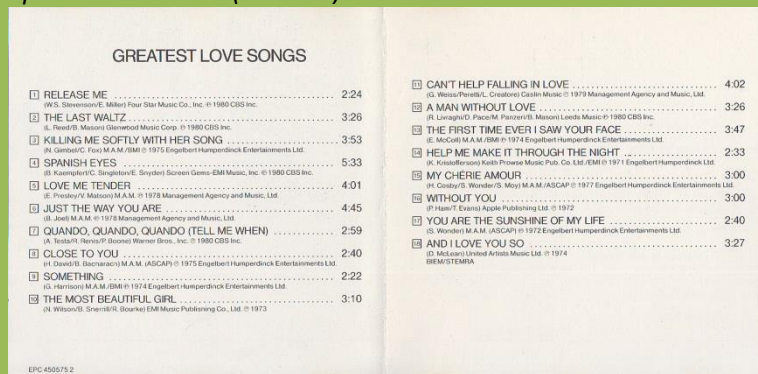 GREATEST LOVE SONGS
1 RELEASE ME 2:24
(W.S. Stevenson/E. Miller) Four Star Music Co., Inc. ℗ 1980 CBS Inc.
2 THE LAST WALTZ 3:26
(L. Reed/B. Mason) Glenwood Music Corp. ℗ 1980 CBS Inc.
3 KILLING ME SOFTLY WITH HER SONG 3:53
(N. Gimbel/C. Fox) M.A.M./BMI ℗ 1975 Engelbert Humperdinck Entertainments Ltd.
4 SPANISH EYES 5:33
(B. Kaempfert/C. Singleton/E. Snyder) Screen Gems-EMI Music, Inc. ℗ 1980 CBS Inc.
5 LOVE ME TENDER 4:01
(E. Presley/V. Matson) M.A.M. ℗ 1978 Management Agency and Music, Ltd.
6 JUST THE WAY YOU ARE 4:45
(B. Joel) M.A.M ℗ 1978 Management Agency and Music, Ltd.
7 QUANDO, QUANDO, QUANDO (TELL ME WHEN) 2:59
(A. Testa/R. Renis/P. Boone) Warner Bros., Inc. ℗ 1980 CBS Inc.
8 CLOSE TO YOU 2:40
(H. David/B. Bacharach) M.A.M. (ASCAP) ℗ 1975 Engelbert Humperdinck Entertainments Ltd.
9 SOMETHING 2:22
(G. Harrison) M.A.M./BMI ℗ 1974 Engelbert Humperdinck Entertainments Ltd.
10 THE MOST BEAUTIFUL GIRL 3:10
(N. Wilson/B. Sherrill/R. Bourke) EMI Music Publishing Co., Ltd. ℗ 1973
EPC 450575 2
11 CAN'T HELP FALLING IN LOVE 4:02
(G. Weiss/Peretti/L. Creatore) Caslin Music ℗ 1979 Management Agency and Music, Ltd.
12 A MAN WITHOUT LOVE 3:26
(R. Livraghi/D. Pace/M. Panzeri/B. Mason) Leeds Music ℗ 1980 CBS Inc.
13 THE FIRST TIME EVER I SAW YOUR FACE 3:47
(E. McColl) M.A.M./BMI ℗ 1974 Engelbert Humperdinck Entertainments Ltd.
14 HELP ME MAKE IT THROUGH THE NIGHT 2:33
(K. Kristofferson) Keith Prowse Music Pub. Co. Ltd./EMI ℗ 1971 Engelbert Humperdinck Entertainments Ltd.
15 MY CHÉRIE AMOUR 3:00
(H. Cosby/S. Wonder/S. Moy) M.A.M./ASCAP ℗ 1977 Engelbert Humperdinck Entertainments Ltd.
16 WITHOUT YOU 3:00
(P. Ham/T. Evans) Apple Publishing Ltd. ℗ 1972
17 YOU ARE THE SUNSHINE OF MY LIFE 2:40
(S. Wonder) M.A.M. (ASCAP) ℗ 1972 Engelbert Humperdinck Entertainments Ltd.
18 AND I LOVE YOU SO 3:27
(D. McLean) United Artists Music Ltd. ℗ 1974
BIEM/STEMRA